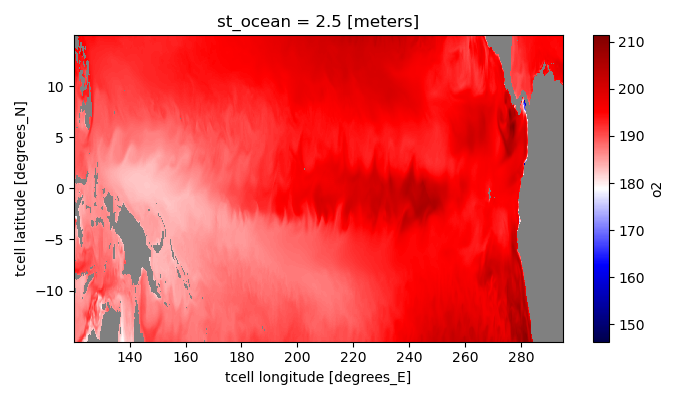 st_ocean = 2.5 [meters]
tcell latitude [degrees_N]
10
5
0
−5
−10
140 160 180 200 220 240 260 280
tcell longitude [degrees_E]
210
200
190
180
170
160
150
o2